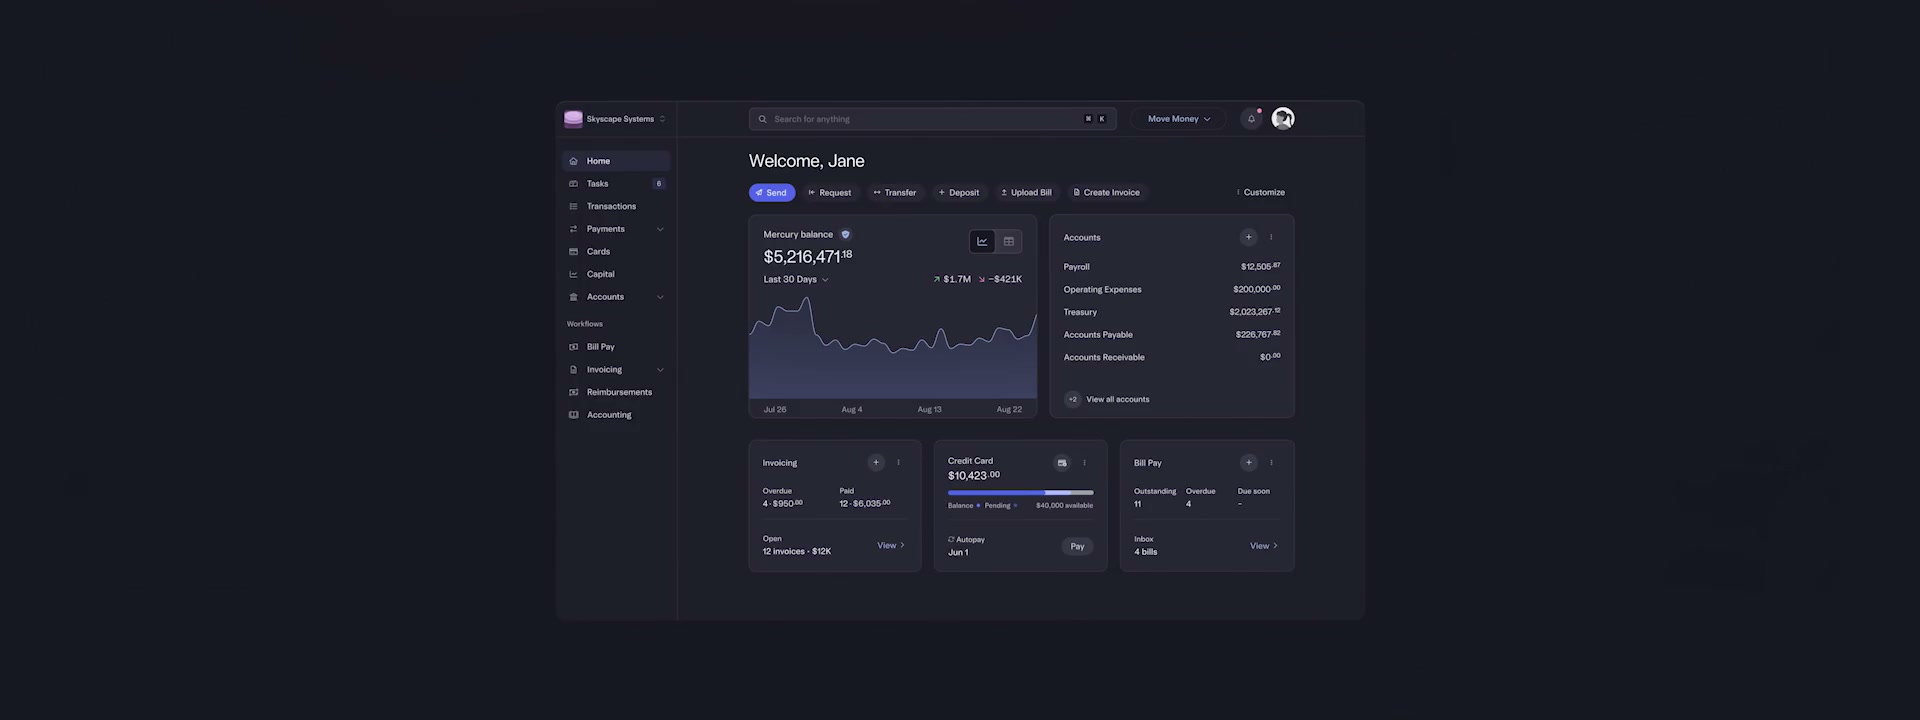 Skyscape Systems
Search for anything
⌘ K
Move Money
Home
Tasks 6
Transactions
Payments
Cards
Capital
Accounts
Workflows
Bill Pay
Invoicing
Reimbursements
Accounting
Welcome, Jane
Send Request Transfer Deposit Upload Bill Create Invoice Customize
Mercury balance
$5,216,471.18
Last 30 Days $1.7M −$421K
Jul 26 Aug 4 Aug 13 Aug 22
Accounts
Payroll $12,505.87
Operating Expenses $200,000.00
Treasury $2,023,267.12
Accounts Payable $226,767.82
Accounts Receivable $0.00
+2 View all accounts
Invoicing
Overdue Paid
4 · $950.00 12 · $6,035.00
Open
12 invoices · $12K
View
Credit Card
$10,423.00
Balance Pending $40,000 available
Autopay
Jun 1
Pay
Bill Pay
Outstanding Overdue Due soon
11 4 –
Inbox
4 bills
View